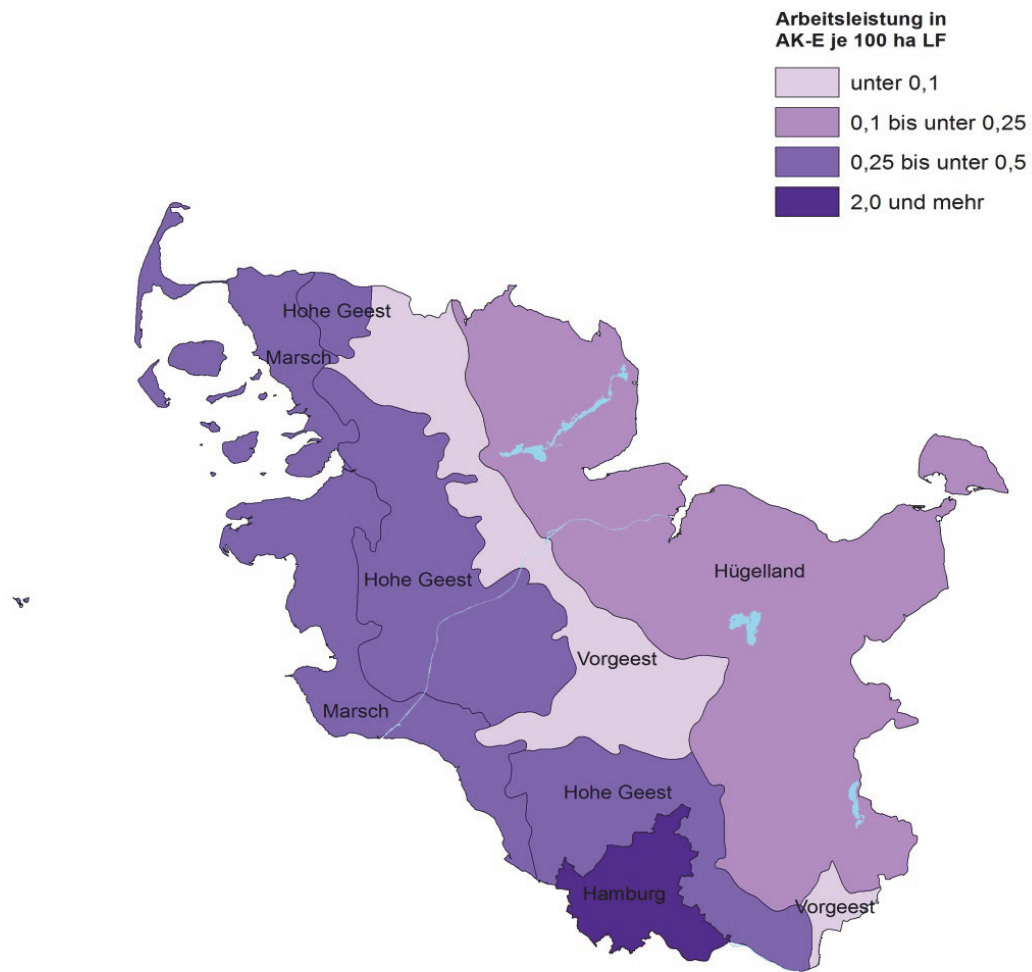 Arbeitsleistung in
AK-E je 100 ha LF
unter 0,1
0,1 bis unter 0,25
0,25 bis unter 0,5
2,0 und mehr
Hohe Geest
Marsch
Hohe Geest
Hügelland
Vorgeest
Marsch
Hohe Geest
Hamburg
Vorgeest